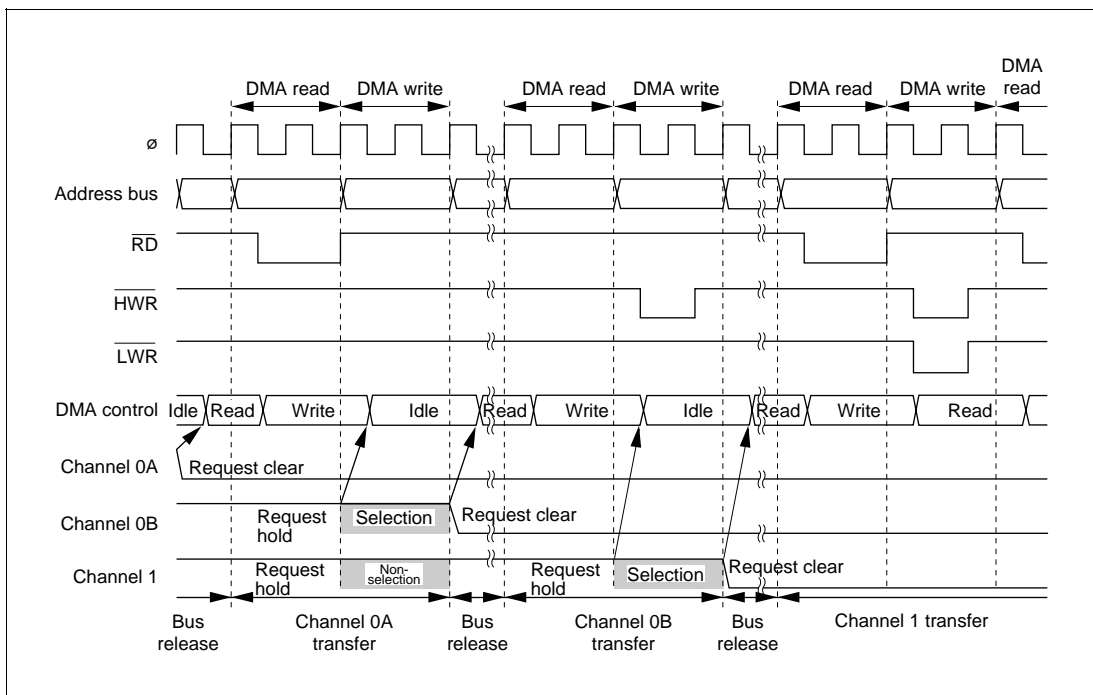 DMA
read
DMA read DMA write DMA read DMA write DMA read DMA write
ø
Address bus
RD
HWR
LWR
DMA control Idle Read Write Idle Read Write Idle Read Write Read
Channel 0A Request clear
Channel 0B Request hold Selection Request clear
Channel 1 Request hold Non-selection Request hold Selection Request clear
Bus release Channel 0A transfer Bus release Channel 0B transfer Bus release Channel 1 transfer